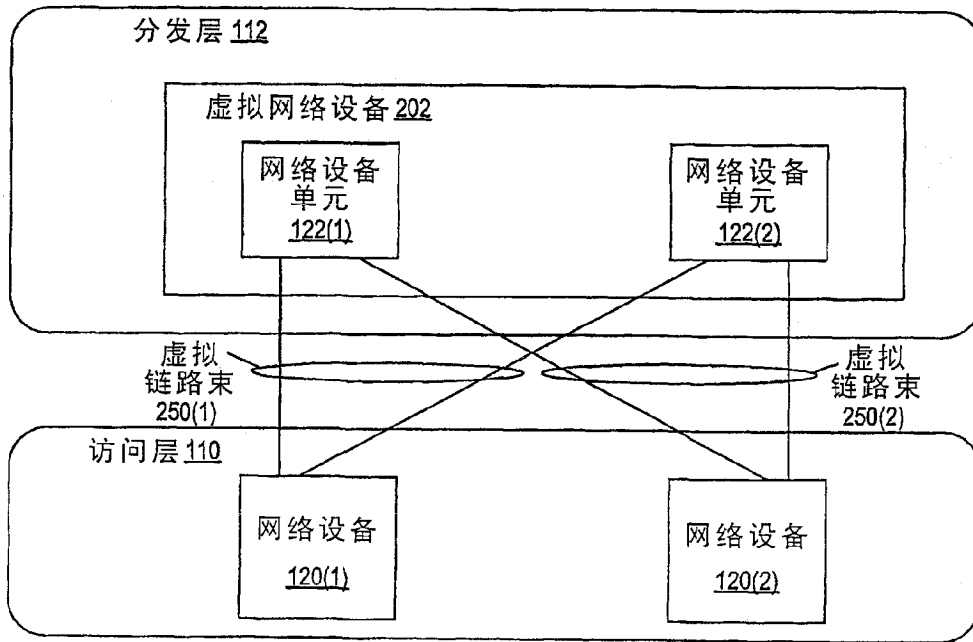 分发层 112
虚拟网络设备 202
网络设备
单元
122(1)
网络设备
单元
122(2)
虚拟
链路束
250(1)
虚拟
链路束
250(2)
访问层 110
网络设备
120(1)
网络设备
120(2)